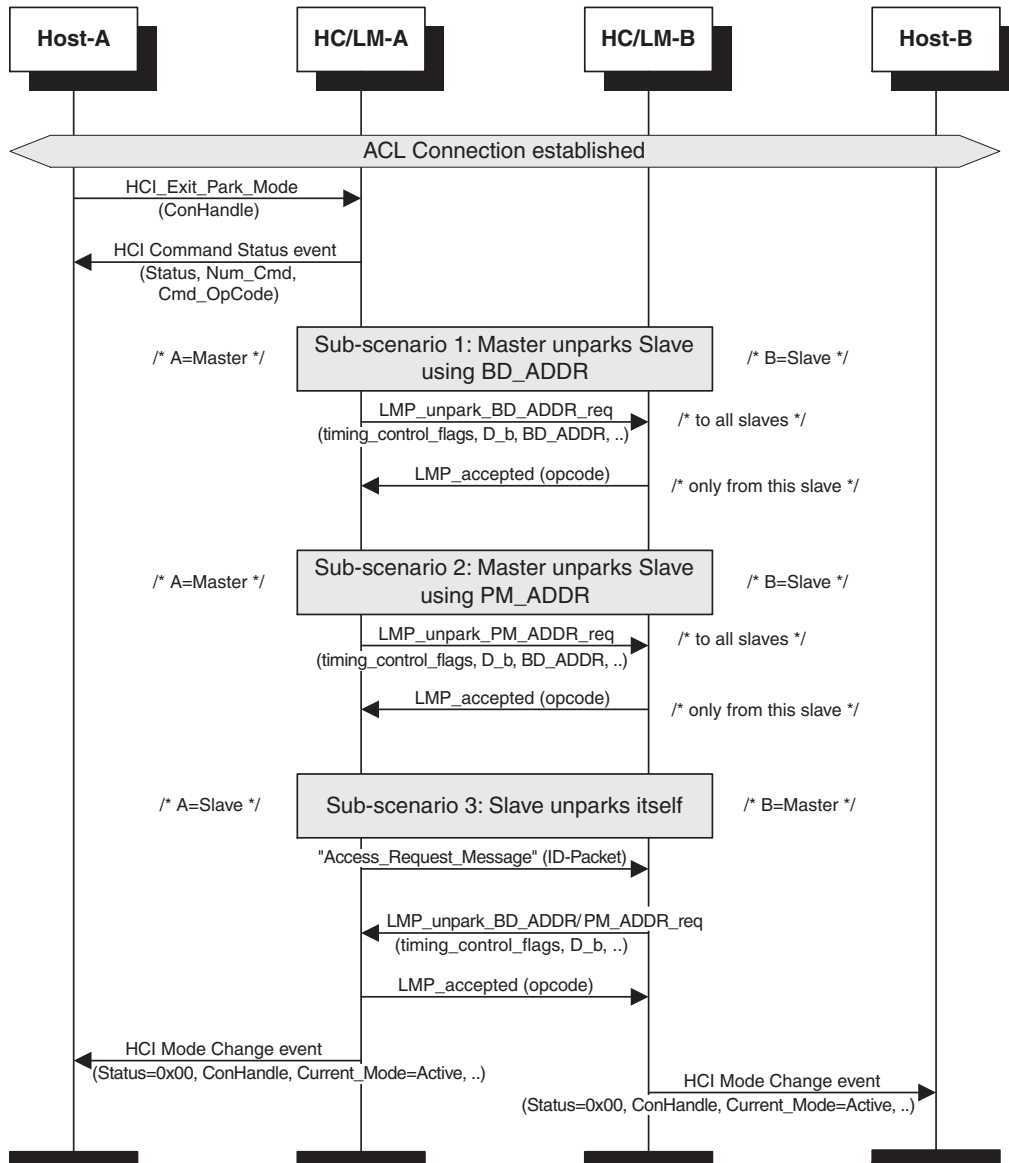 Host-A
HC/LM-A
HC/LM-B
Host-B
ACL Connection established
HCI_Exit_Park_Mode
(ConHandle)
HCI Command Status event
(Status, Num_Cmd,
Cmd_OpCode)
/* A=Master */
Sub-scenario 1: Master unparks Slave
using BD_ADDR
/* B=Slave */
LMP_unpark_BD_ADDR_req
(timing_control_flags, D_b, BD_ADDR, ..)
/* to all slaves */
LMP_accepted (opcode)
/* only from this slave */
/* A=Master */
Sub-scenario 2: Master unparks Slave
using PM_ADDR
/* B=Slave */
LMP_unpark_PM_ADDR_req
(timing_control_flags, D_b, BD_ADDR, ..)
/* to all slaves */
LMP_accepted (opcode)
/* only from this slave */
/* A=Slave */
Sub-scenario 3: Slave unparks itself
/* B=Master */
"Access_Request_Message" (ID-Packet)
LMP_unpark_BD_ADDR/PM_ADDR_req
(timing_control_flags, D_b, ..)
LMP_accepted (opcode)
HCI Mode Change event
(Status=0x00, ConHandle, Current_Mode=Active, ..)
HCI Mode Change event
(Status=0x00, ConHandle, Current_Mode=Active, ..)